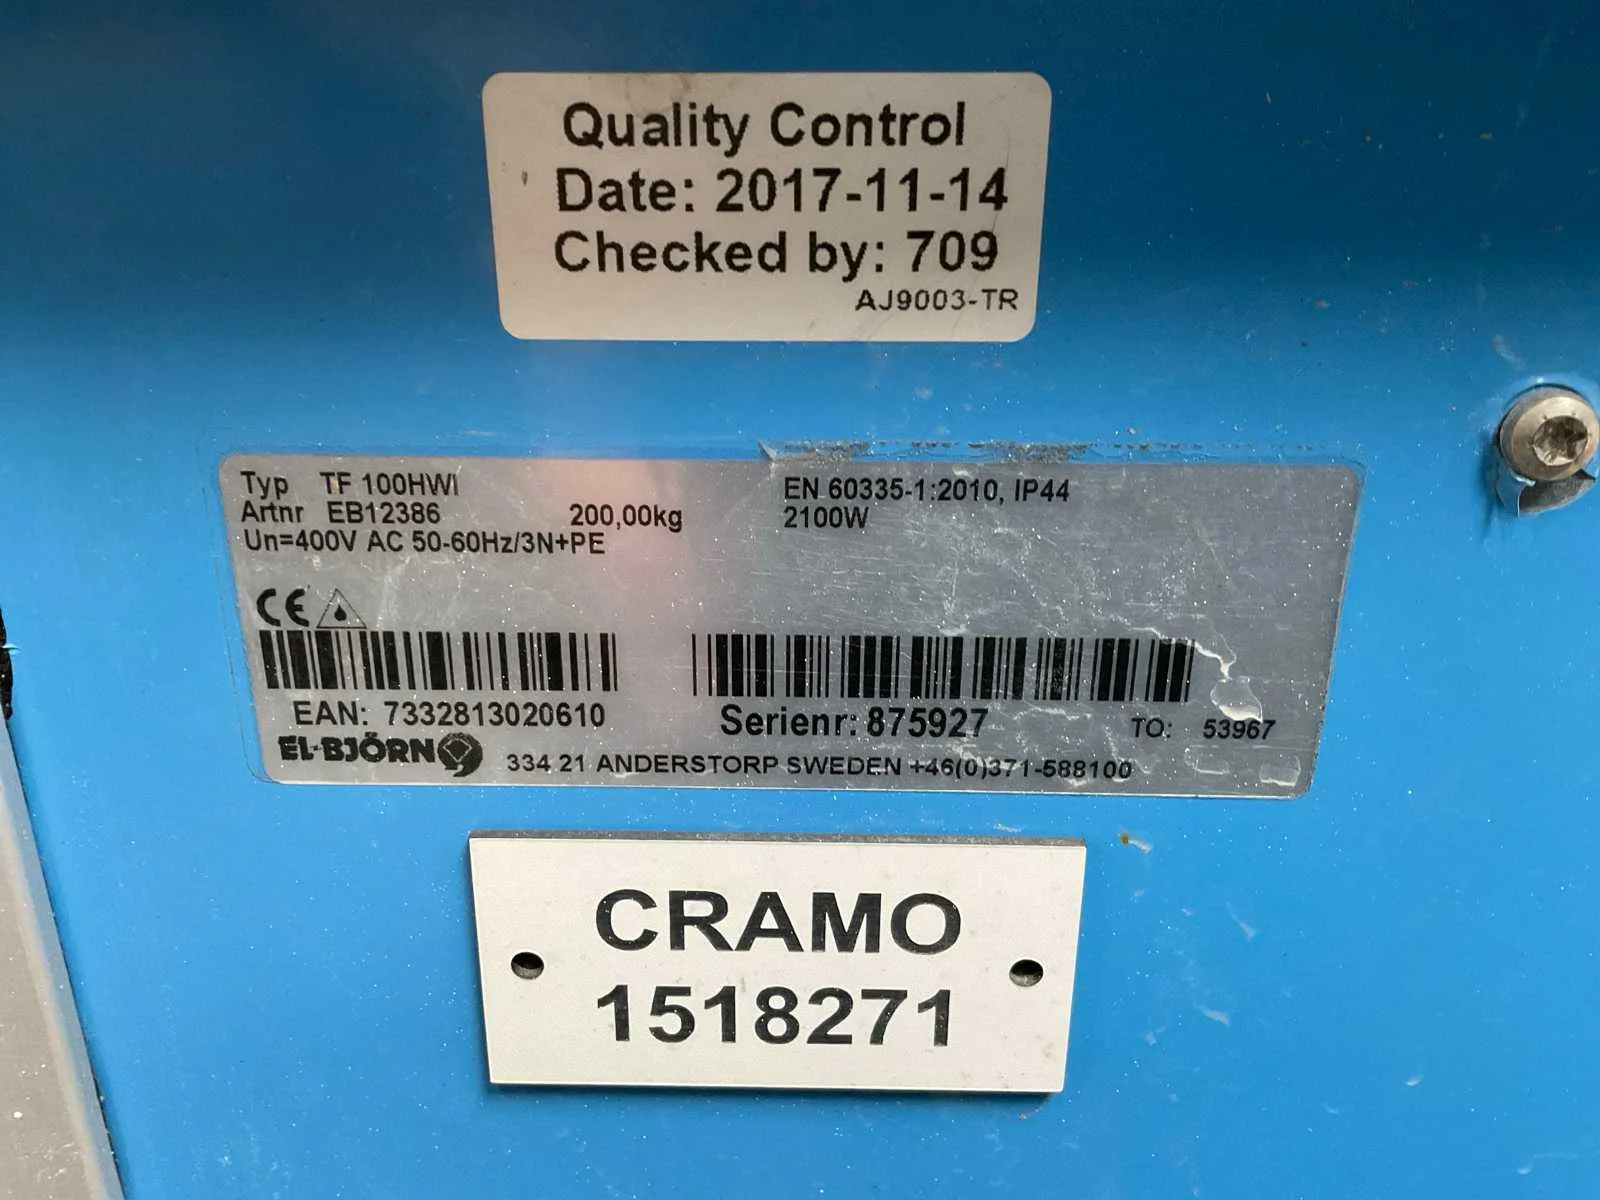 Quality Control
Date: 2017-11-14
Checked by: 709
AJ9003-TR
Typ TF 100HWI
Artnr EB12386 200,00kg
Un=400V AC 50-60Hz/3N+PE
EN 60335-1:2010, IP44
2100W
CE
EAN: 7332813020610
Serienr: 875927
TO: 53967
EL-BJÖRN
334 21 ANDERSTORP SWEDEN +46(0)371-588100
CRAMO
1518271